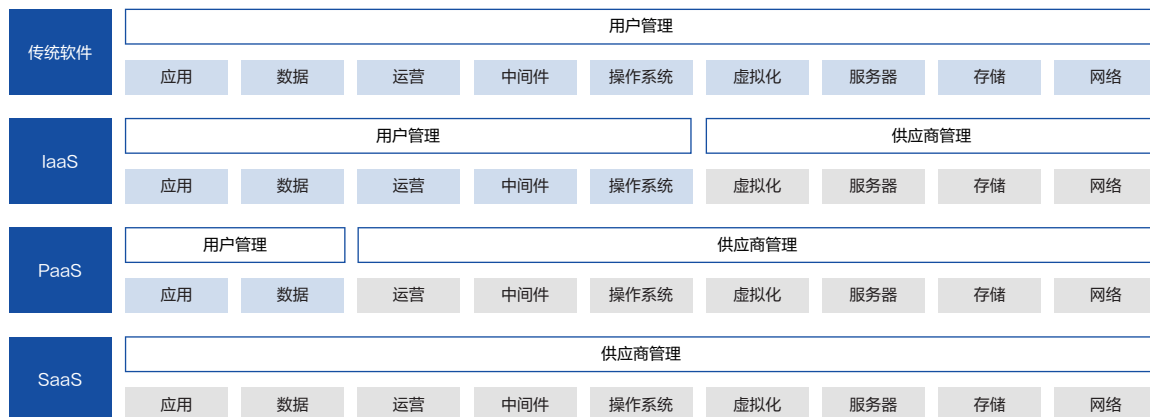 传统软件
用户管理
应用 数据 运营 中间件 操作系统 虚拟化 服务器 存储 网络
IaaS
用户管理 供应商管理
应用 数据 运营 中间件 操作系统 虚拟化 服务器 存储 网络
PaaS
用户管理 供应商管理
应用 数据 运营 中间件 操作系统 虚拟化 服务器 存储 网络
SaaS
供应商管理
应用 数据 运营 中间件 操作系统 虚拟化 服务器 存储 网络